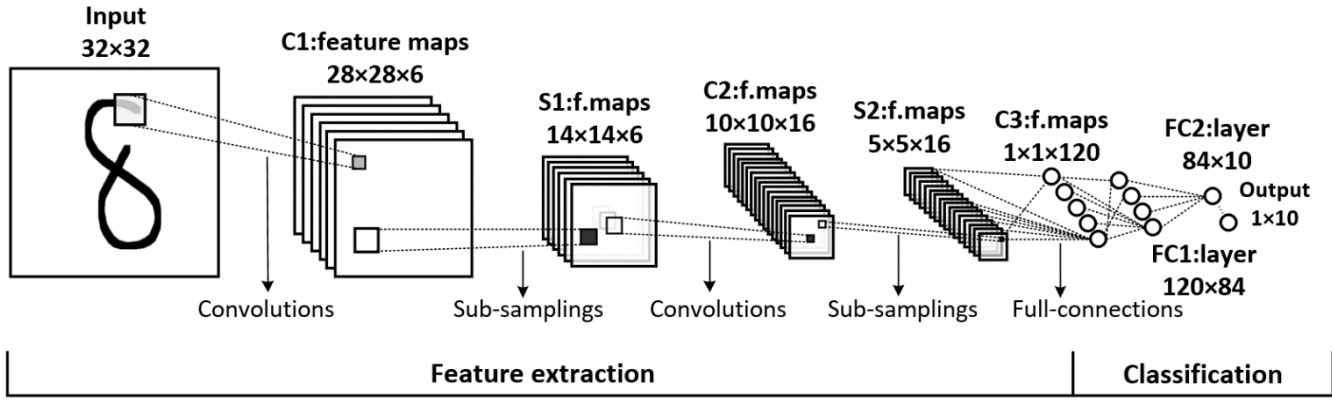 Input
32×32
C1:feature maps
28×28×6
S1:f.maps
14×14×6
C2:f.maps
10×10×16
S2:f.maps
5×5×16
C3:f.maps
1×1×120
FC2:layer
84×10
Output
1×10
FC1:layer
120×84
Convolutions
Sub-samplings
Convolutions
Sub-samplings
Full-connections
Feature extraction
Classification